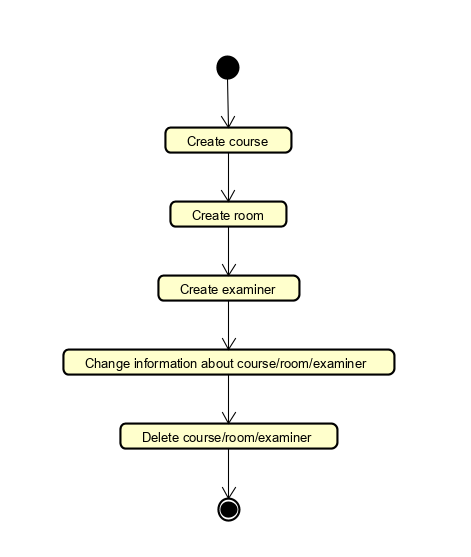 Create course
Create room
Create examiner
Change information about course/room/examiner
Delete course/room/examiner